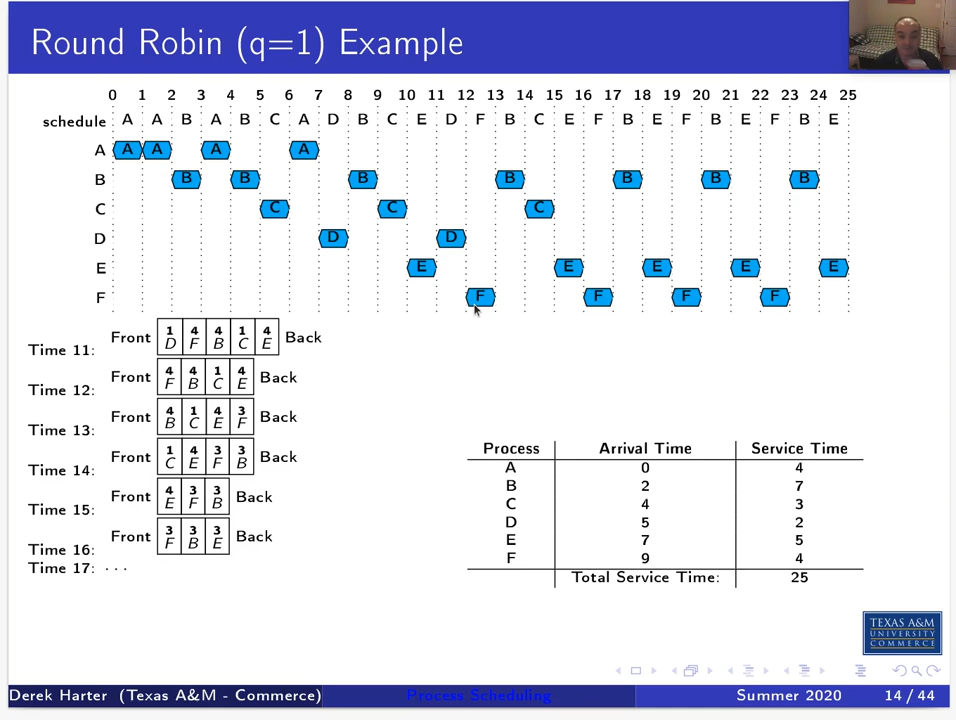 Round Robin (q=1) Example
0 1 2 3 4 5 6 7 8 9 10 11 12 13 14 15 16 17 18 19 20 21 22 23 24 25
schedule A A B A B C A D B C E D F B C E F B E F B E F B E
A A A A A
B B B B B B B B
C C C C
D D D
E E E E E E
F F F F F
Time 11: Front 1 D 4 F 4 B 1 C 4 E Back
Time 12: Front 4 F 4 B 1 C 4 E Back
Time 13: Front 4 B 1 C 4 E 3 F Back
Time 14: Front 1 C 4 E 3 F 3 B Back
Time 15: Front 4 E 3 F 3 B Back
Time 16: Front 3 F 3 B 3 E Back
Time 17: · · ·
Process Arrival Time Service Time
A 0 4
B 2 7
C 4 3
D 5 2
E 7 5
F 9 4
Total Service Time: 25
TEXAS A&M
UNIVERSITY
COMMERCE
Derek Harter (Texas A&M - Commerce) Process Scheduling Summer 2020 14 / 44